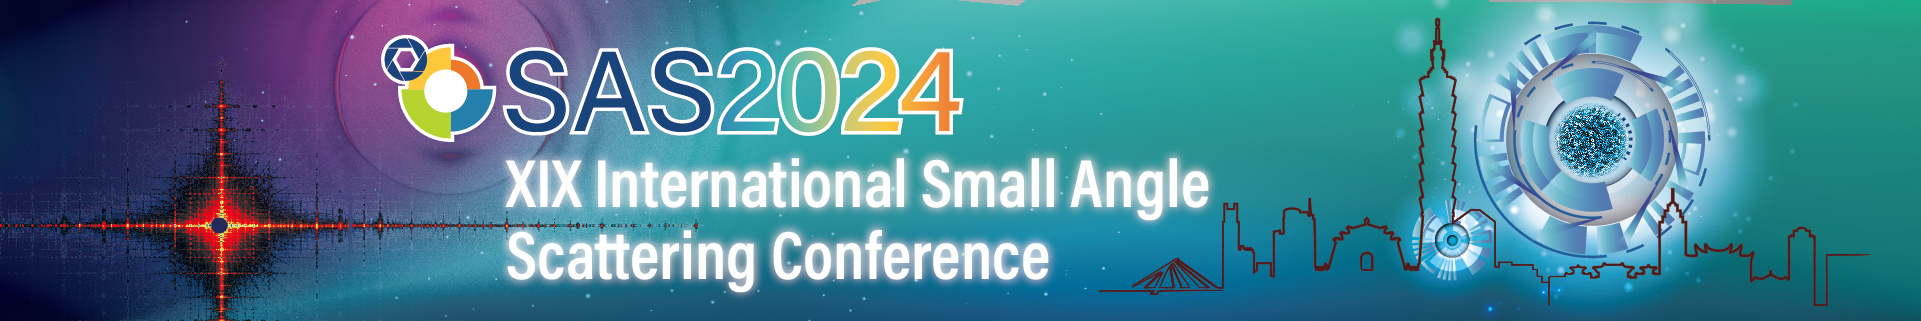 SAS2024
XIX International Small Angle
Scattering Conference